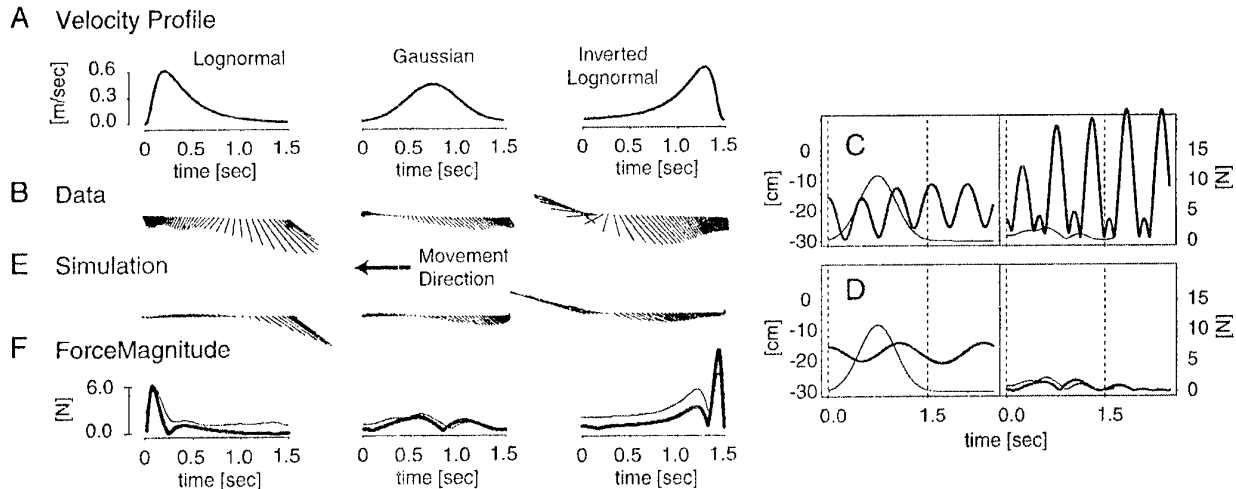 A Velocity Profile
Lognormal
Gaussian
Inverted
Lognormal
[m/sec]
0.6
0.3
0.0
0 0.5 1.0 1.5
time [sec]
0 0.5 1.0 1.5
time [sec]
0 0.5 1.0 1.5
time [sec]
B Data
E Simulation
Movement
Direction
F ForceMagnitude
[N]
6.0
0.0
0 0.5 1.0 1.5
time [sec]
0 0.5 1.0 1.5
time [sec]
0 0.5 1.0 1.5
time [sec]
C
[cm]
0
-10
-20
-30
15
10
5
0
[N]
D
[cm]
0
-10
-20
-30
15
10
5
0
[N]
0.0 1.5 0.0 1.5
time [sec]